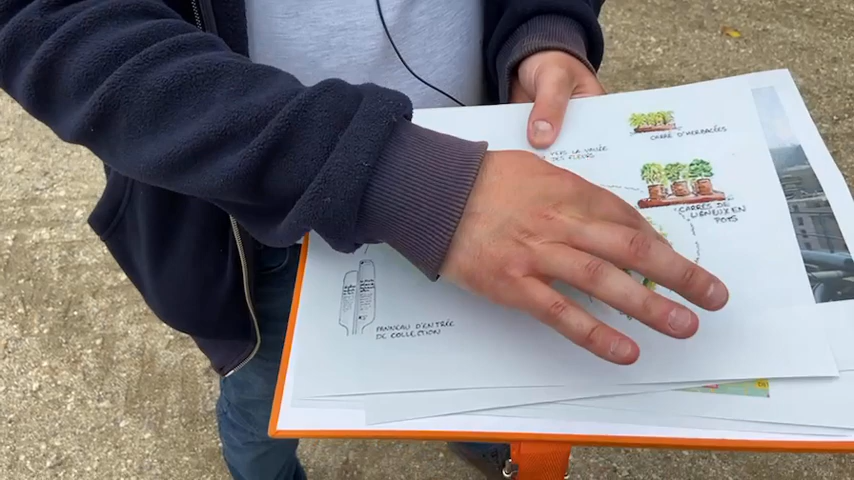 VERS LA VALLÉE
DES FLEURS
CARRÉ D'HERBACÉES
CARRÉS DE
LIGNEUX EN
POTS
PANNEAU D'ENTRÉE
DE COLLECTION